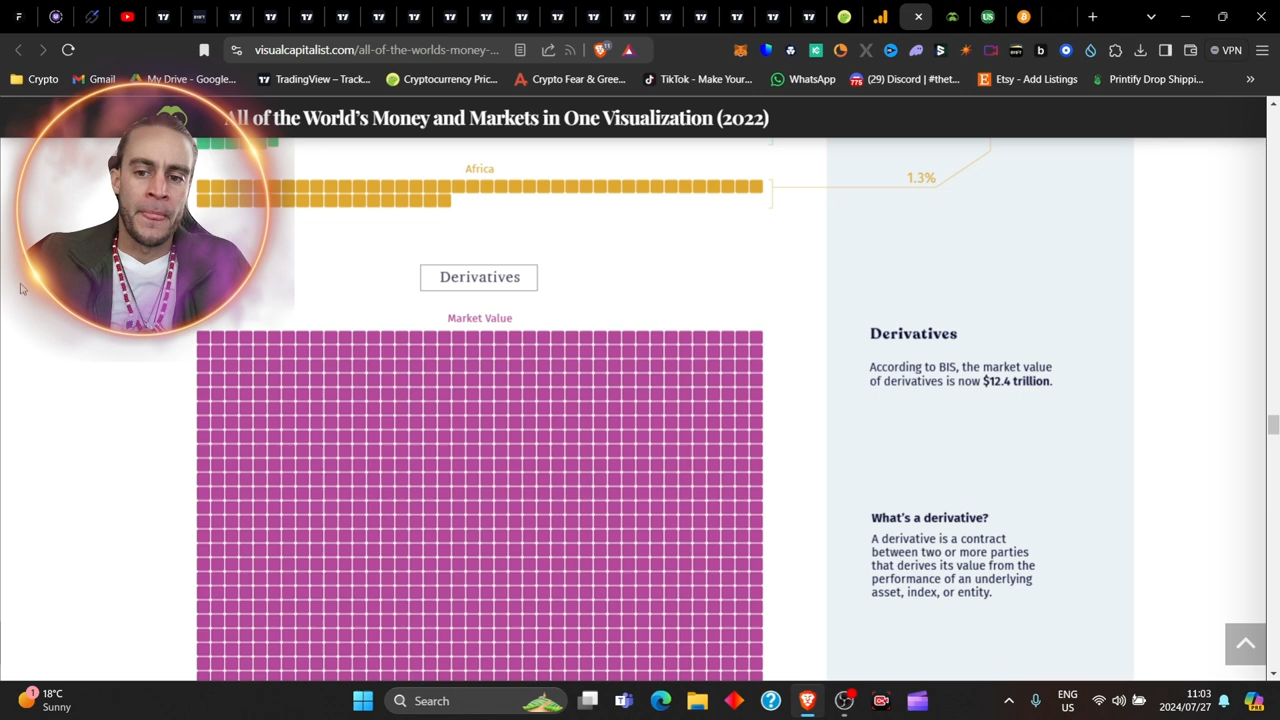 visualcapitalist.com/all-of-the-worlds-money-...
11
VPN
Crypto
Gmail
My Drive - Google...
TradingView – Track...
Cryptocurrency Pric...
Crypto Fear & Gree...
TikTok - Make Your...
WhatsApp
(29) Discord | #thet...
Etsy - Add Listings
Printify Drop Shippi...
All of the World's Money and Markets in One Visualization (2022)
Africa
1.3%
Derivatives
Market Value
Derivatives
According to BIS, the market value
of derivatives is now $12.4 trillion.
What's a derivative?
A derivative is a contract
between two or more parties
that derives its value from the
performance of an underlying
asset, index, or entity.
1
18°C
Sunny
Search
ENG
US
11:03
2024/07/27